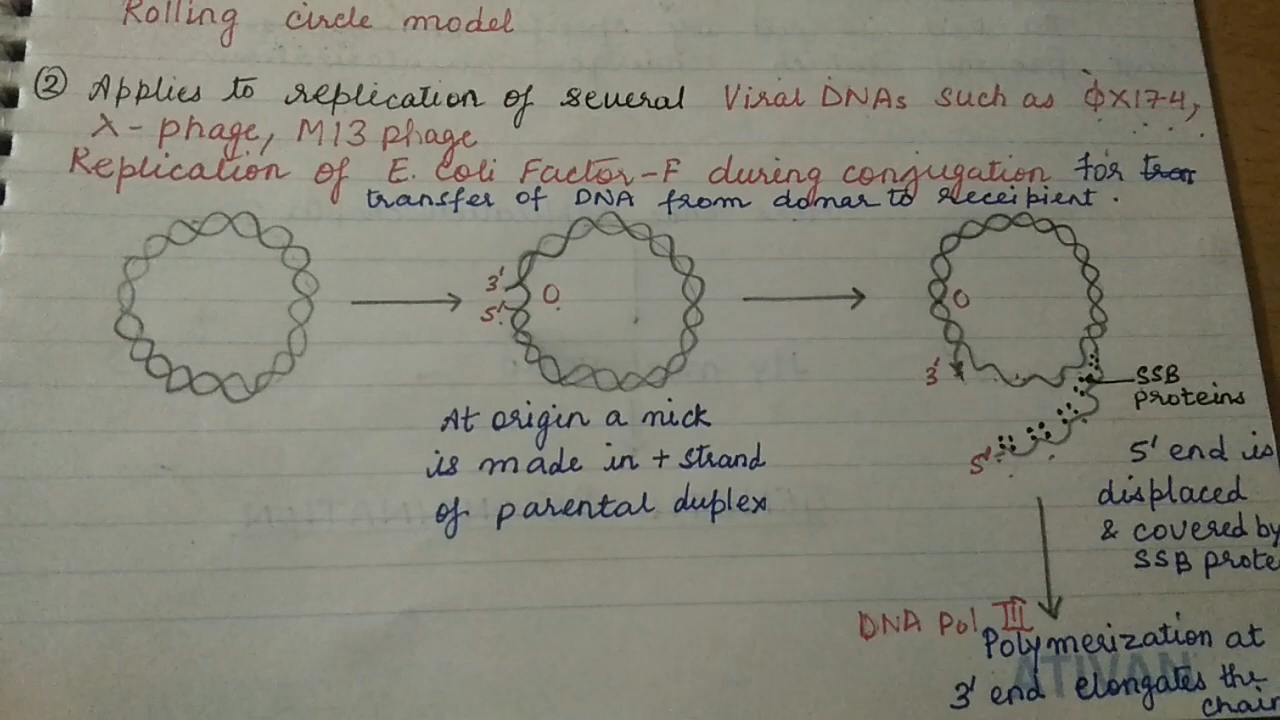 Rolling circle model
② Applies to replication of several Viral DNAs such as ϕX174,
λ-phage, M13 phage
Replication of E. Coli Factor-F during conjugation for
transfer of DNA from donar to receipient.
3'
5'
O
O
3'
5'
SSB
proteins
At origin a nick
is made in + strand
of parental duplex
5' end is
displaced
& covered by
SSB prote
DNA Pol III
Polymerization at
3' end elongates the
chain